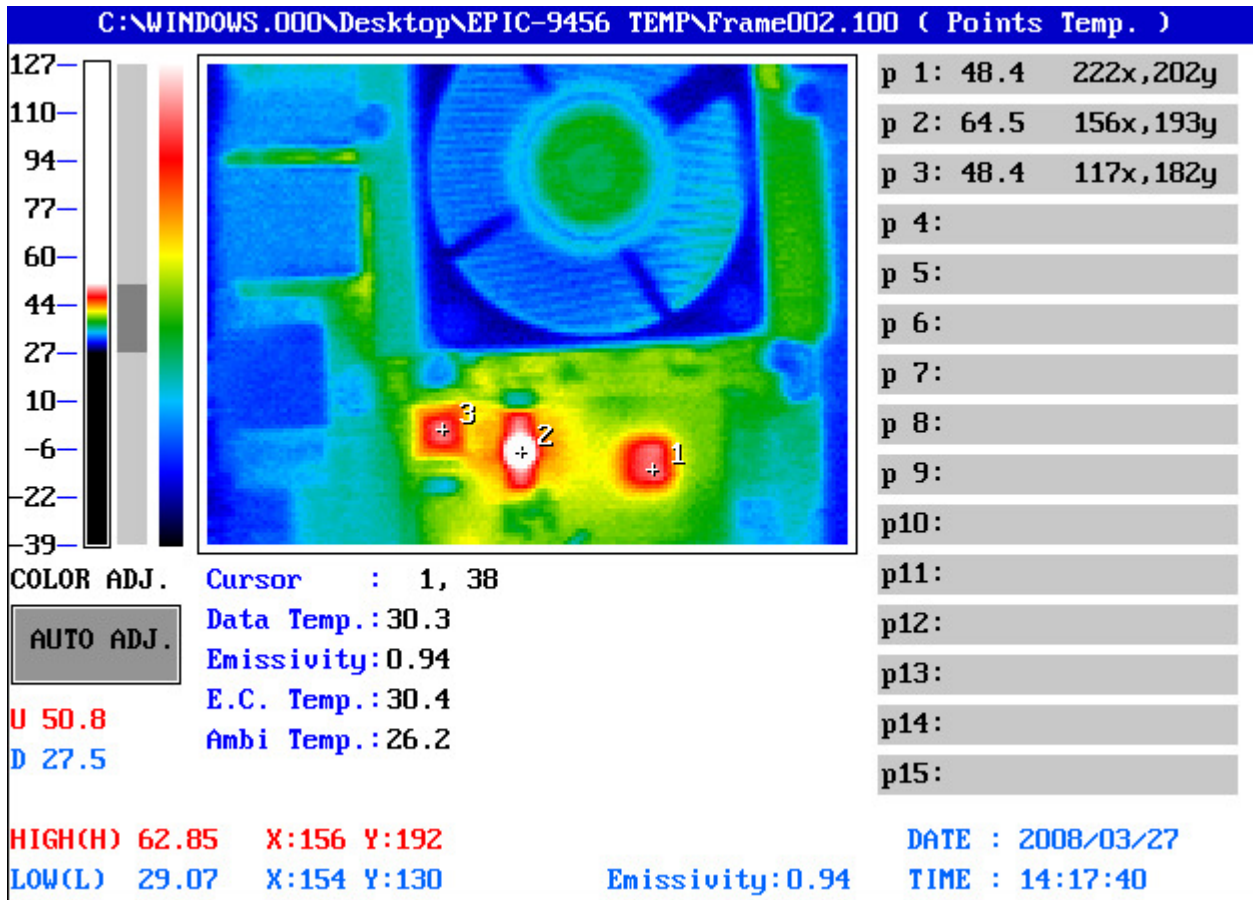 C:\WINDOWS.000\Desktop\EPIC-9456 TEMP\Frame002.100 ( Points Temp. )
127
110
94
77
60
44
27
10
-6
-22
-39
3
2
1
p 1: 48.4 222x,202y
p 2: 64.5 156x,193y
p 3: 48.4 117x,182y
p 4:
p 5:
p 6:
p 7:
p 8:
p 9:
p10:
p11:
p12:
p13:
p14:
p15:
COLOR ADJ.
AUTO ADJ.
U 50.8
D 27.5
Cursor : 1, 38
Data Temp.:30.3
Emissivity:0.94
E.C. Temp.:30.4
Ambi Temp.:26.2
HIGH(H) 62.85 X:156 Y:192
LOW(L) 29.07 X:154 Y:130
Emissivity:0.94
DATE : 2008/03/27
TIME : 14:17:40